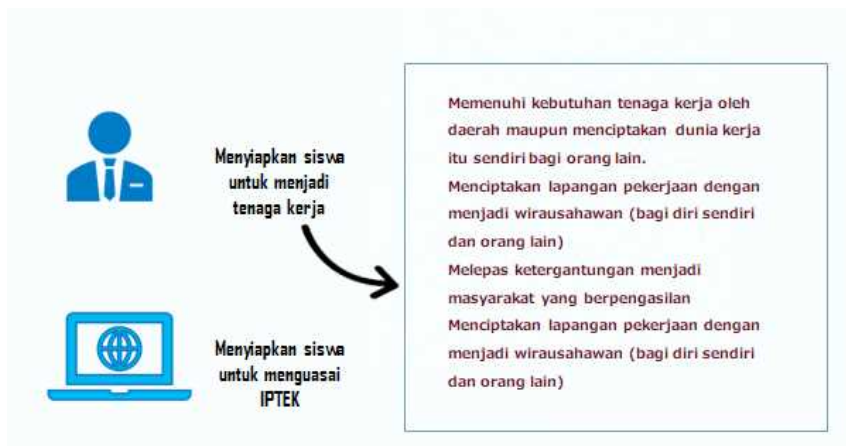 Menyiapkan siswa
untuk menjadi
tenaga kerja
Menyiapkan siswa
untuk menguasai
IPTEK
Memenuhi kebutuhan tenaga kerja oleh
daerah maupun menciptakan dunia kerja
itu sendiri bagi orang lain.
Menciptakan lapangan pekerjaan dengan
menjadi wirausahawan (bagi diri sendiri
dan orang lain)
Melepas ketergantungan menjadi
masyarakat yang berpengasilan
Menciptakan lapangan pekerjaan dengan
menjadi wirausahawan (bagi diri sendiri
dan orang lain)